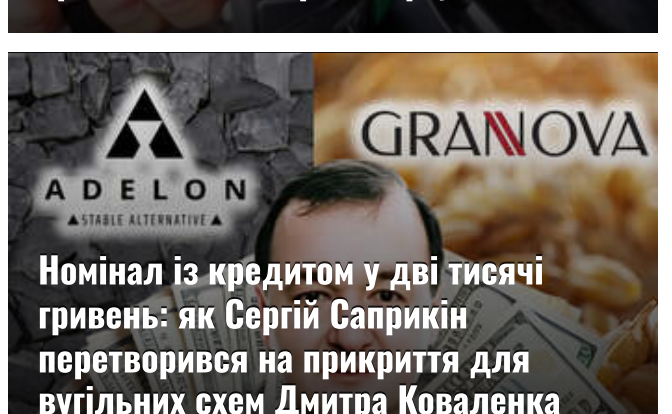 ADELON
▲STABLE ALTERNATIVE▲
GRANNOVA
Номінал із кредитом у дві тисячі
гривень: як Сергій Саприкін
перетворився на прикриття для
вугільних схем Дмитра Коваленка